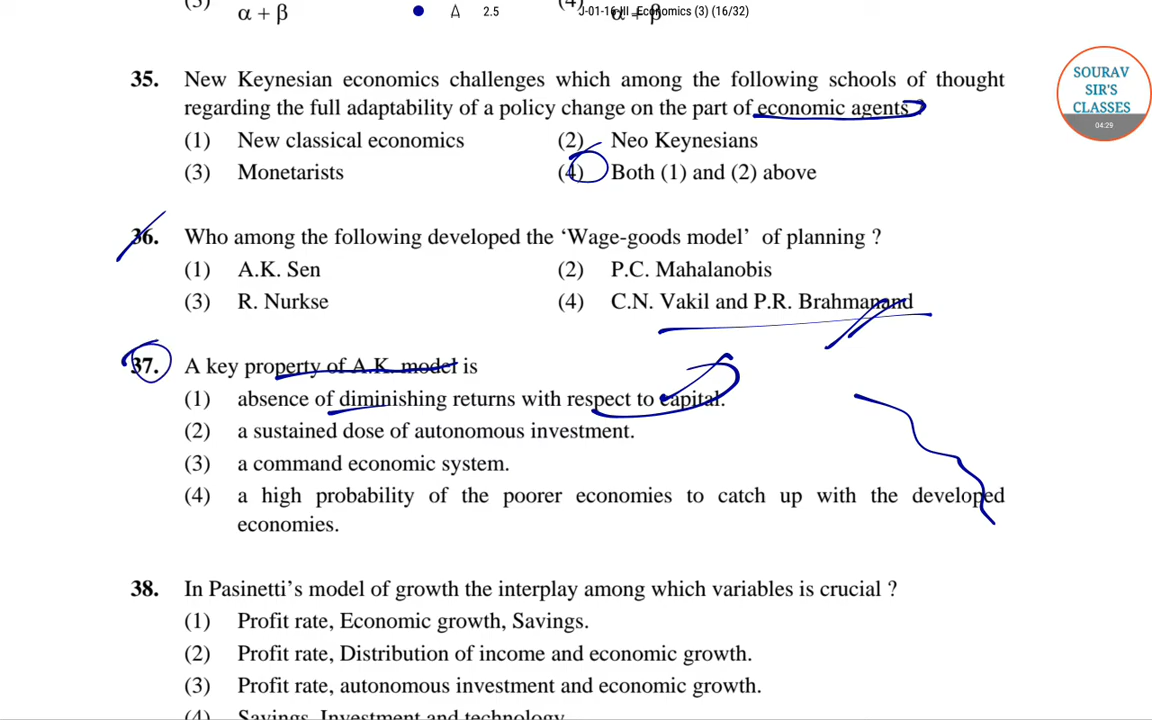 α + β
2.5
J-01-16-III Economics (3) (16/32)
35. New Keynesian economics challenges which among the following schools of thought
regarding the full adaptability of a policy change on the part of economic agents ?
(1) New classical economics (2) Neo Keynesians
(3) Monetarists (4) Both (1) and (2) above
SOURAV
SIR'S
CLASSES
04:29
36. Who among the following developed the ‘Wage-goods model’ of planning ?
(1) A.K. Sen (2) P.C. Mahalanobis
(3) R. Nurkse (4) C.N. Vakil and P.R. Brahmanand
37. A key property of A.K. model is
(1) absence of diminishing returns with respect to capital.
(2) a sustained dose of autonomous investment.
(3) a command economic system.
(4) a high probability of the poorer economies to catch up with the developed
economies.
38. In Pasinetti’s model of growth the interplay among which variables is crucial ?
(1) Profit rate, Economic growth, Savings.
(2) Profit rate, Distribution of income and economic growth.
(3) Profit rate, autonomous investment and economic growth.
(4) Savings, Investment and technology